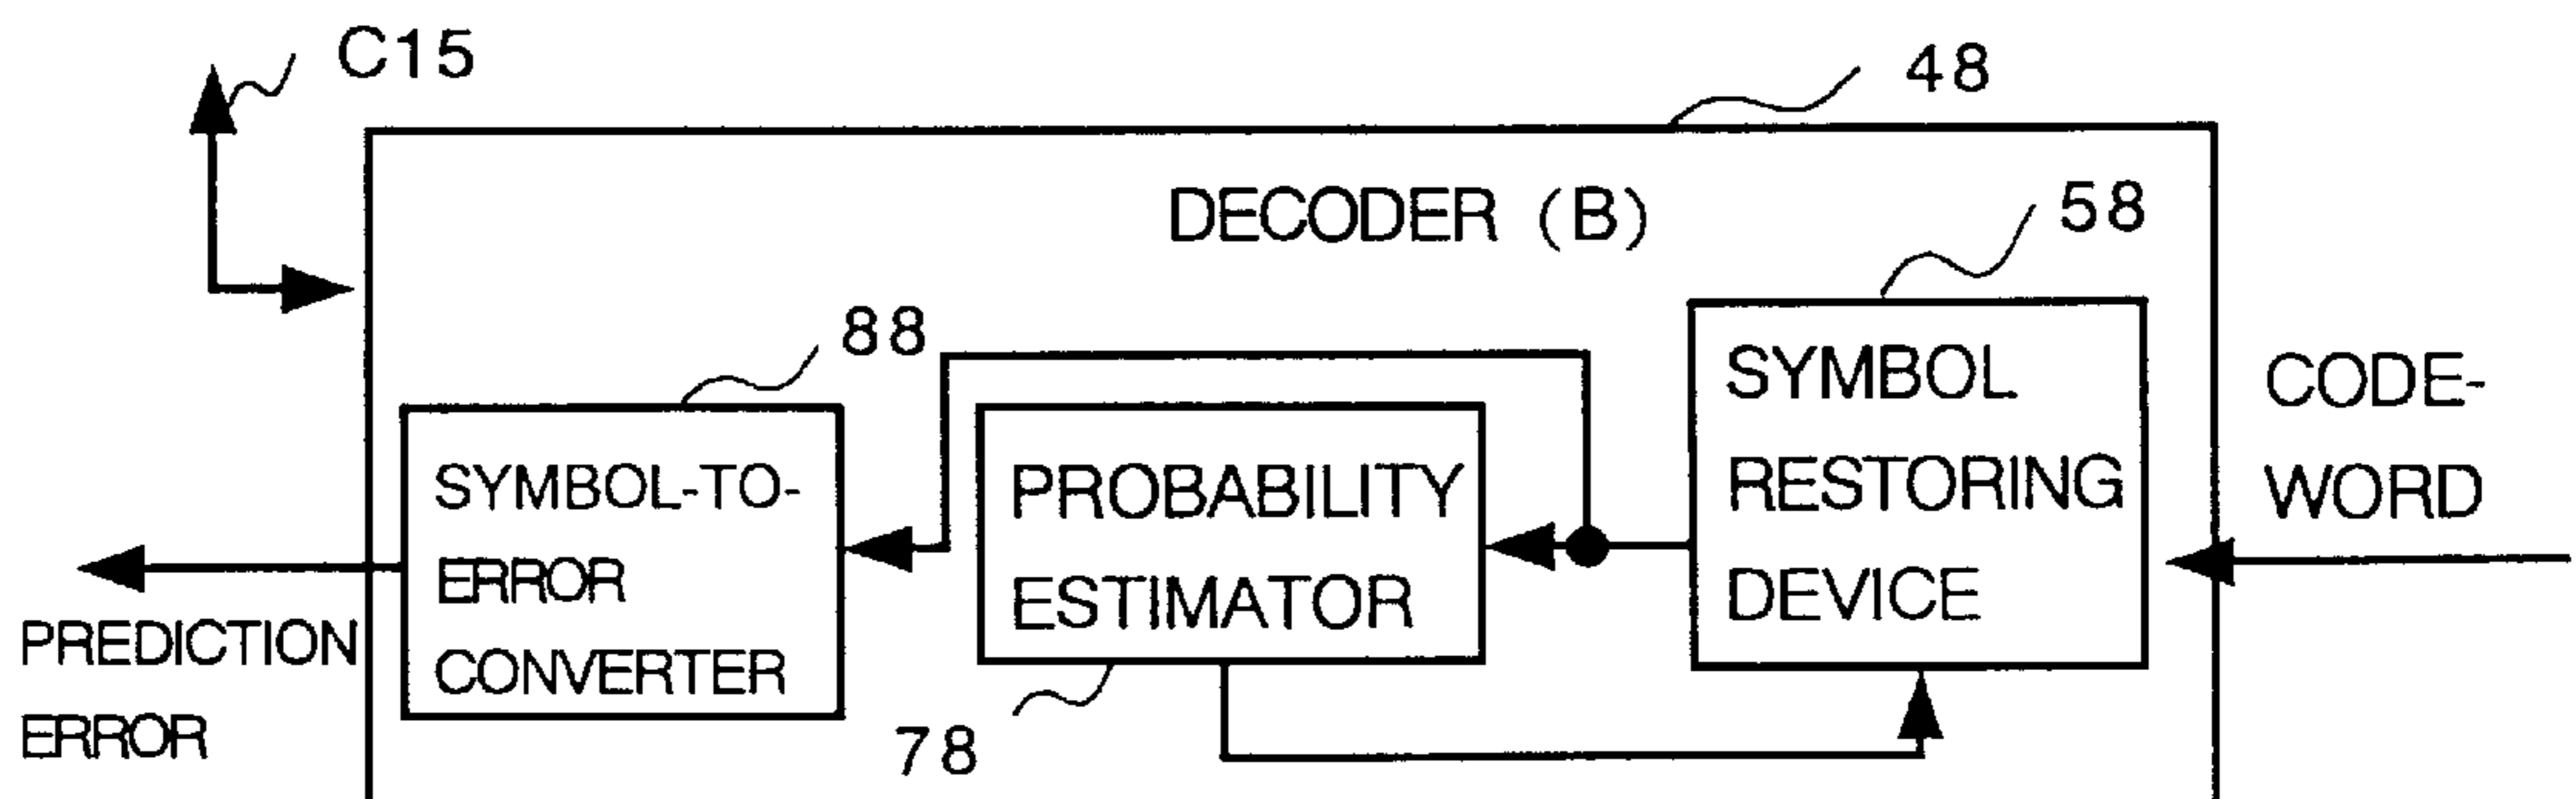 C15
48
DECODER (B)
58
88
SYMBOL
RESTORING
DEVICE
CODE-
WORD
SYMBOL-TO-
ERROR
CONVERTER
PROBABILITY
ESTIMATOR
PREDICTION
ERROR
78